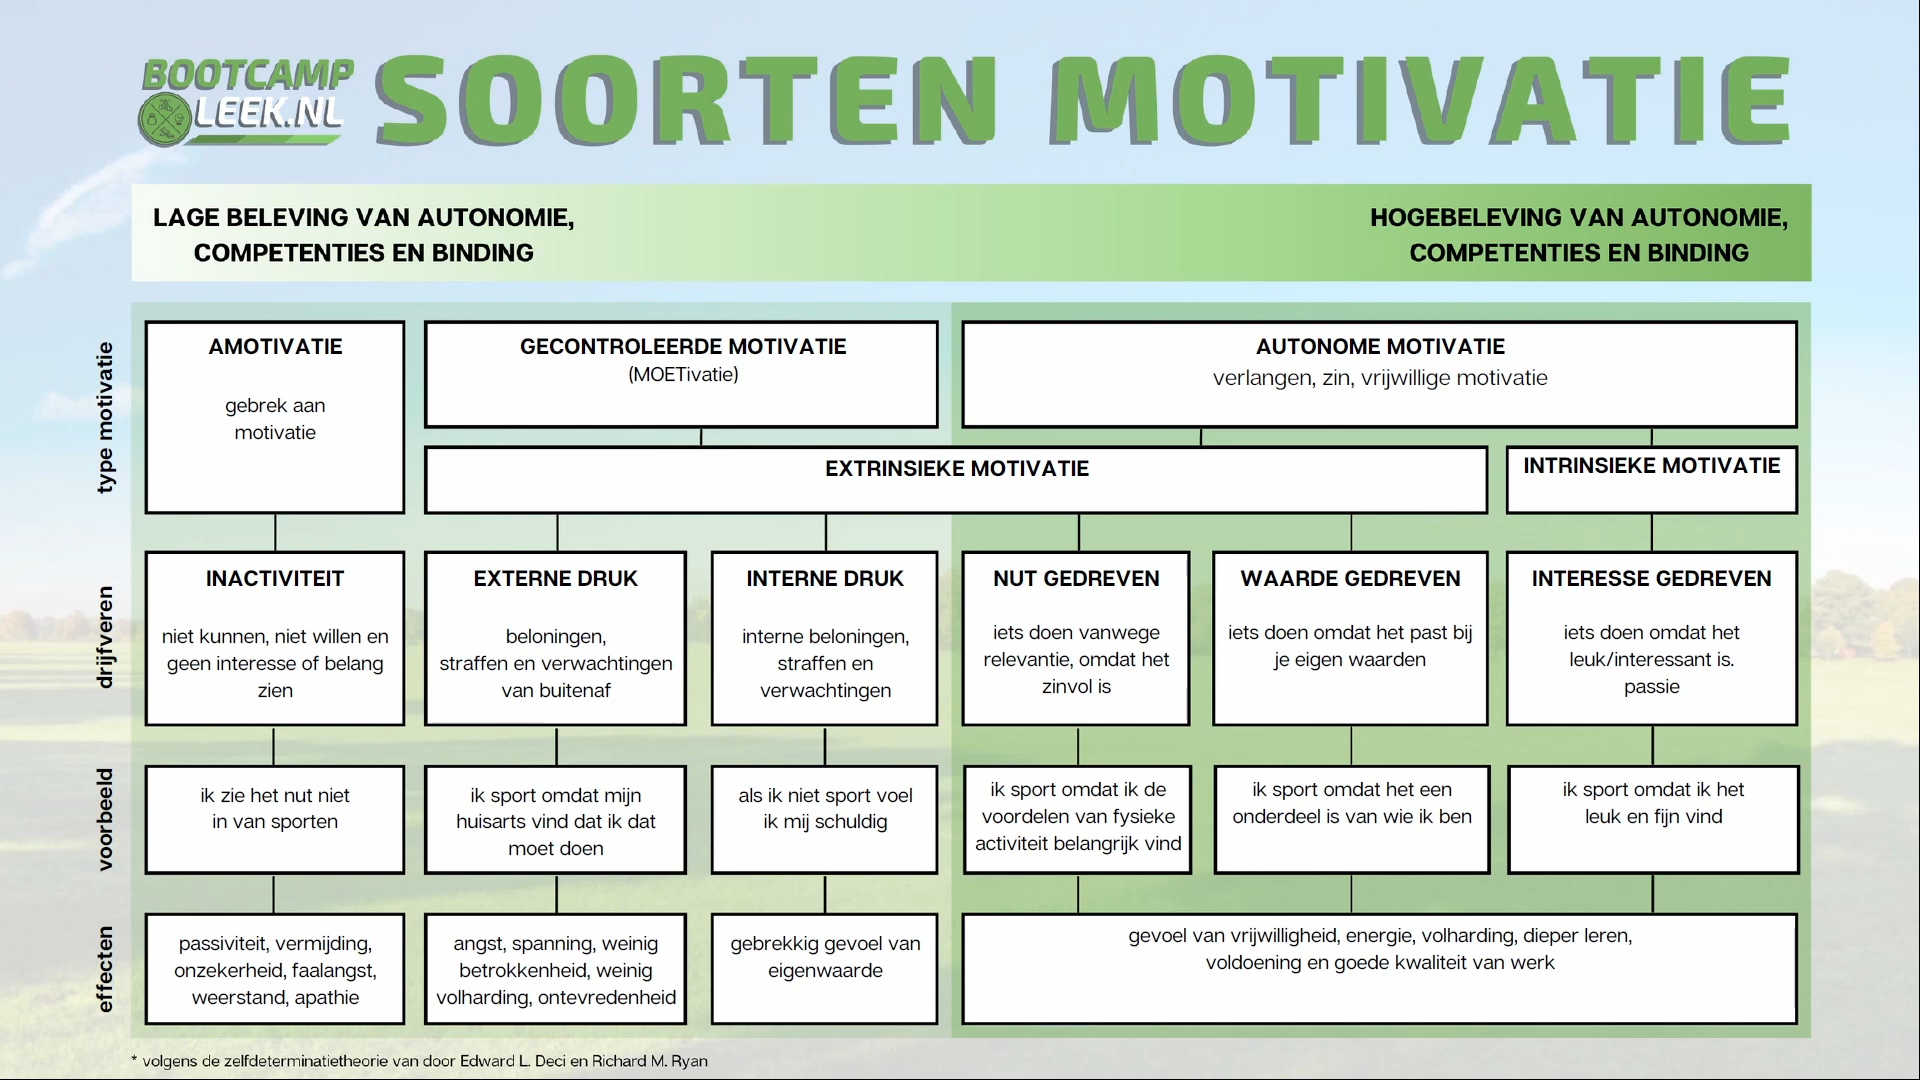 BOOTCAMP
LEEK.NL
SOORTEN MOTIVATIE
LAGE BELEVING VAN AUTONOMIE,
COMPETENTIES EN BINDING
HOGEBELEVING VAN AUTONOMIE,
COMPETENTIES EN BINDING
type motivatie
AMOTIVATIE
gebrek aan
motivatie
GECONTROLEERDE MOTIVATIE
(MOETivatie)
AUTONOME MOTIVATIE
verlangen, zin, vrijwillige motivatie
EXTRINSIEKE MOTIVATIE
INTRINSIEKE MOTIVATIE
drijfveren
INACTIVITEIT
niet kunnen, niet willen en
geen interesse of belang
zien
EXTERNE DRUK
beloningen,
straffen en verwachtingen
van buitenaf
INTERNE DRUK
interne beloningen,
straffen en
verwachtingen
NUT GEDREVEN
iets doen vanwege
relevantie, omdat het
zinvol is
WAARDE GEDREVEN
iets doen omdat het past bij
je eigen waarden
INTERESSE GEDREVEN
iets doen omdat het
leuk/interessant is.
passie
voorbeeld
ik zie het nut niet
in van sporten
ik sport omdat mijn
huisarts vind dat ik dat
moet doen
als ik niet sport voel
ik mij schuldig
ik sport omdat ik de
voordelen van fysieke
activiteit belangrijk vind
ik sport omdat het een
onderdeel is van wie ik ben
ik sport omdat ik het
leuk en fijn vind
effecten
passiviteit, vermijding,
onzekerheid, faalangst,
weerstand, apathie
angst, spanning, weinig
betrokkenheid, weinig
volharding, ontevredenheid
gebrekkig gevoel van
eigenwaarde
gevoel van vrijwilligheid, energie, volharding, dieper leren,
voldoening en goede kwaliteit van werk
* volgens de zelfdeterminatietheorie van door Edward L. Deci en Richard M. Ryan